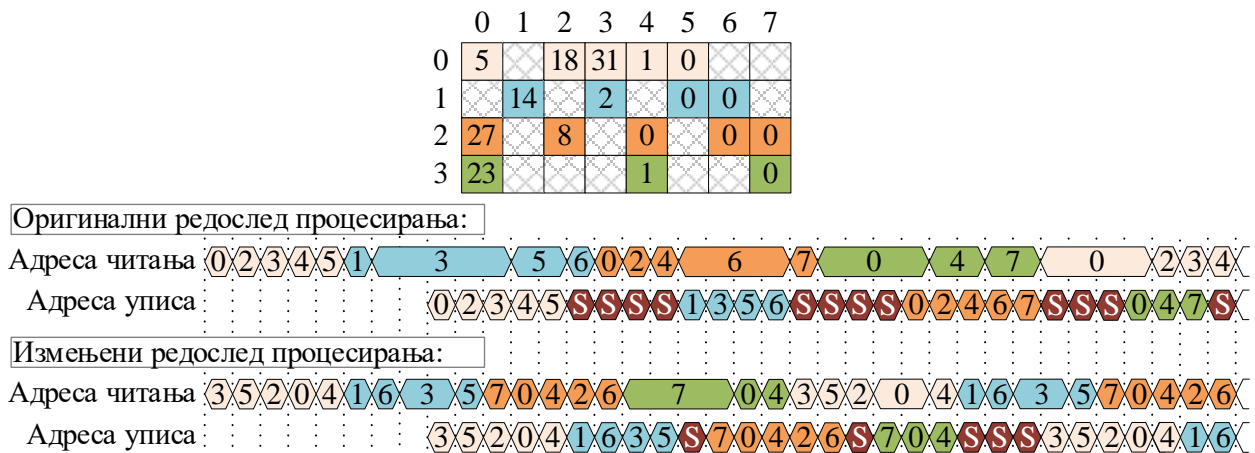 0 1 2 3 4 5 6 7
0 5 18 31 1 0
1 14 2 0 0
2 27 8 0 0 0
3 23 1 0
Оригинални редослед процесирања:
Адреса читања 0 2 3 4 5 1 3 5 6 0 2 4 6 7 0 4 7 0 2 3 4
Адреса уписа 0 2 3 4 5 S S S S 1 3 5 6 S S S S 0 2 4 6 7 S S S 0 4 7 S
Измењени редослед процесирања:
Адреса читања 3 5 2 0 4 1 6 3 5 7 0 4 2 6 7 0 4 3 5 2 0 4 1 6 3 5 7 0 4 2 6
Адреса уписа 3 5 2 0 4 1 6 3 5 S 7 0 4 2 6 S 7 0 4 S S S 3 5 2 0 4 1 6